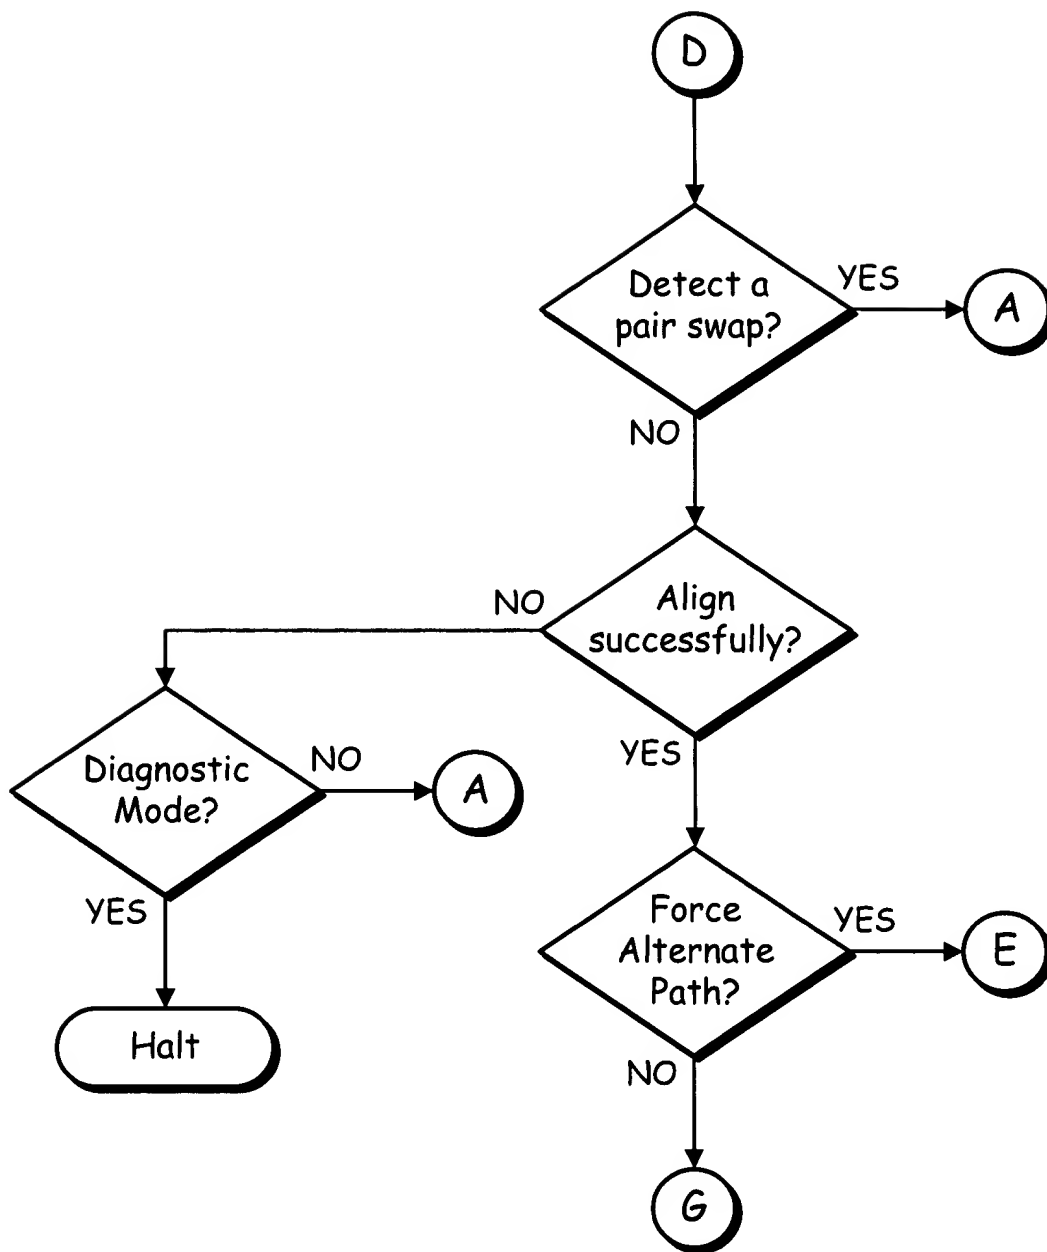 D
Detect a
pair swap?
YES
A
NO
Align
successfully?
NO
YES
Diagnostic
Mode?
NO
A
YES
Halt
Force
Alternate
Path?
YES
E
NO
G